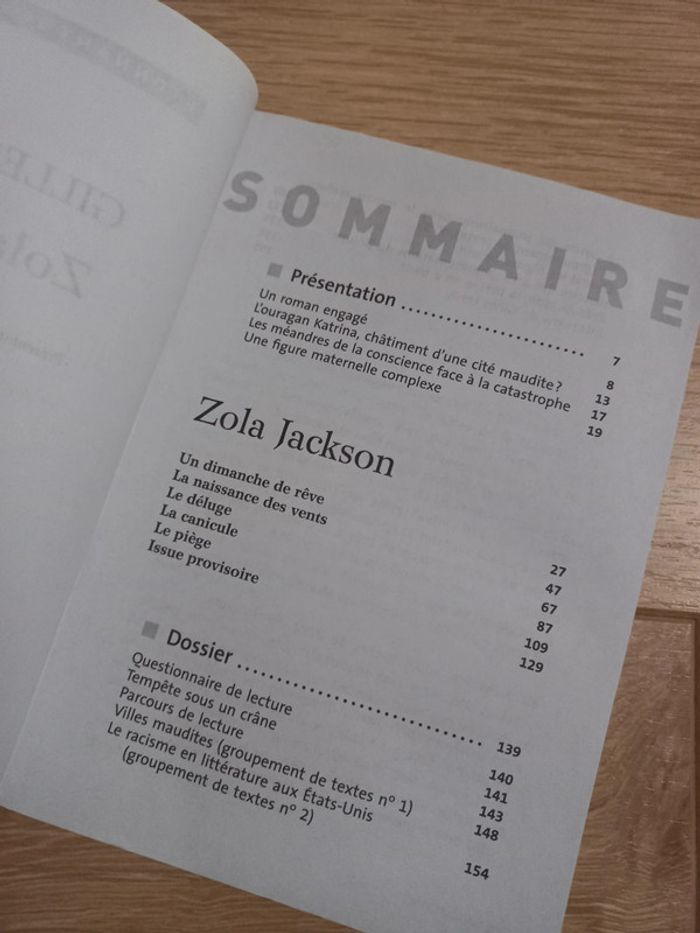 SOMMAIRE
Présentation ........................... 7
Un roman engagé 8
L'ouragan Katrina, châtiment d'une cité maudite ? 13
Les méandres de la conscience face à la catastrophe 17
Une figure maternelle complexe 19
Zola Jackson
Un dimanche de rêve 27
La naissance des vents 47
Le déluge 67
La canicule 87
Le piège 109
Issue provisoire 129
Dossier ........................... 139
Questionnaire de lecture 140
Tempête sous un crâne 141
Parcours de lecture 143
Villes maudites (groupement de textes nº 1) 148
Le racisme en littérature aux États-Unis
(groupement de textes nº 2) 154